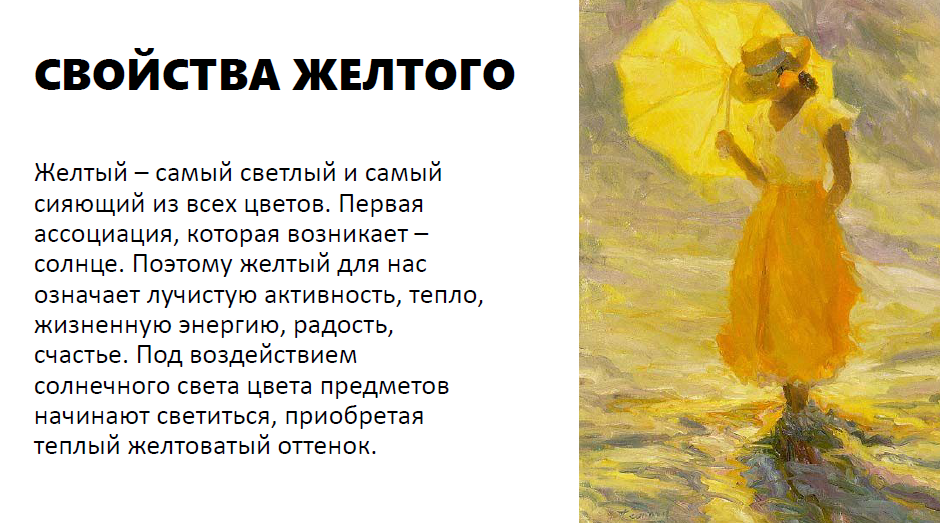 СВОЙСТВА ЖЕЛТОГО
Желтый – самый светлый и самый
сияющий из всех цветов. Первая
ассоциация, которая возникает –
солнце. Поэтому желтый для нас
означает лучистую активность, тепло,
жизненную энергию, радость,
счастье. Под воздействием
солнечного света цвета предметов
начинают светиться, приобретая
теплый желтоватый оттенок.